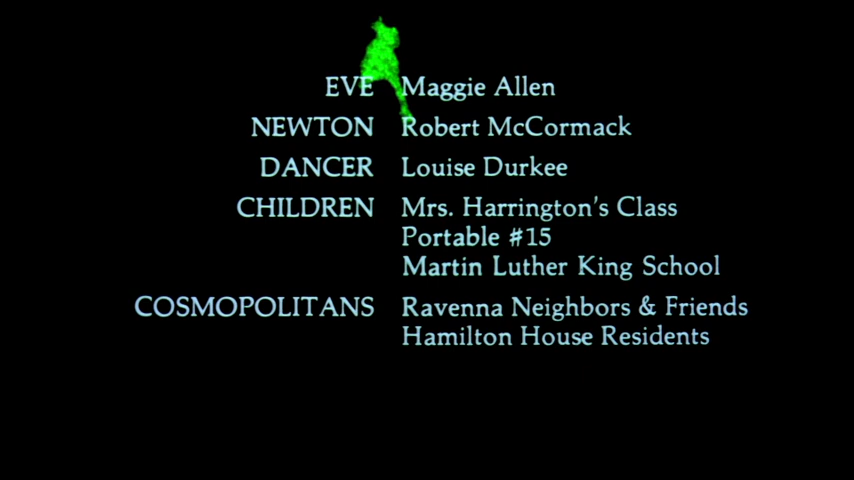 EVE Maggie Allen
NEWTON Robert McCormack
DANCER Louise Durkee
CHILDREN Mrs. Harrington's Class
Portable #15
Martin Luther King School
COSMOPOLITANS Ravenna Neighbors & Friends
Hamilton House Residents